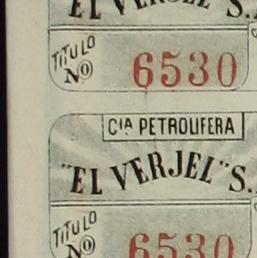 "EL VERJEL" S.
TITULO
Nº 6530
CIA PETROLIFERA
"EL VERJEL" S.
TITULO
Nº 6530